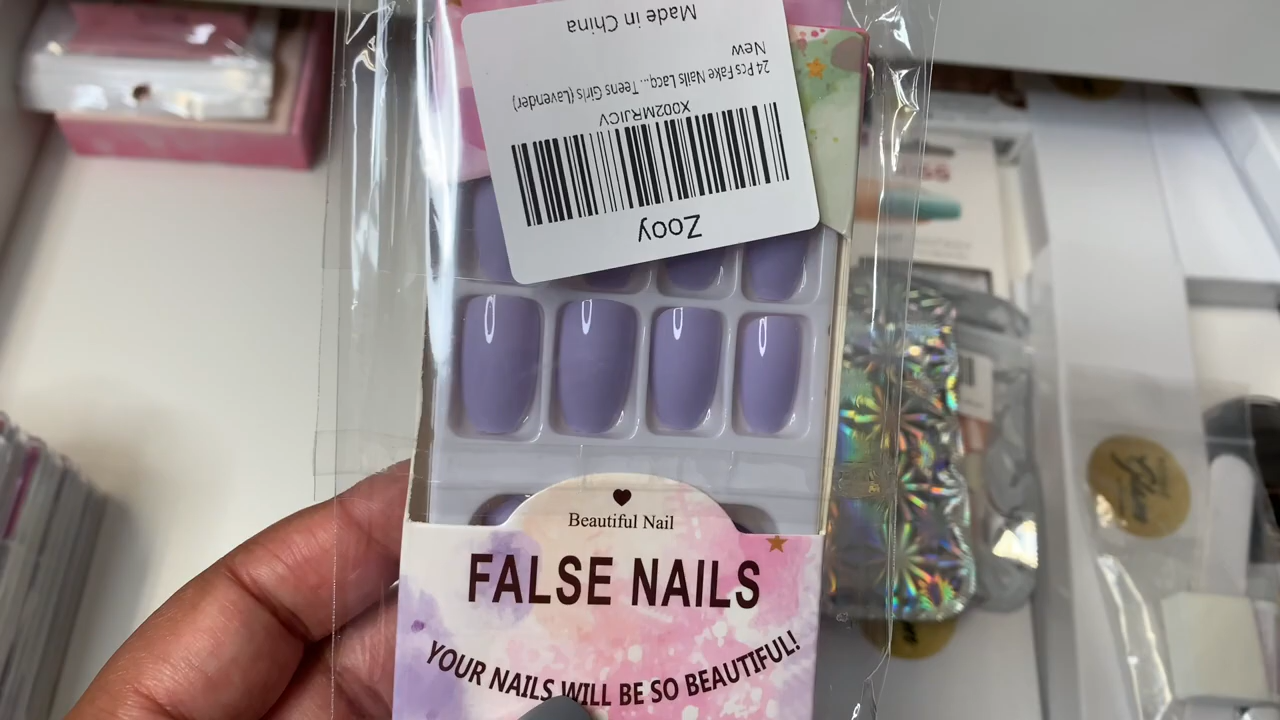 Made in China
New
24 Pcs Fake Nails Lacq... Teens Girls (Lavender)
X002MRJICV
Zooy
Beautiful Nail
FALSE NAILS
YOUR NAILS WILL BE SO BEAUTIFUL!